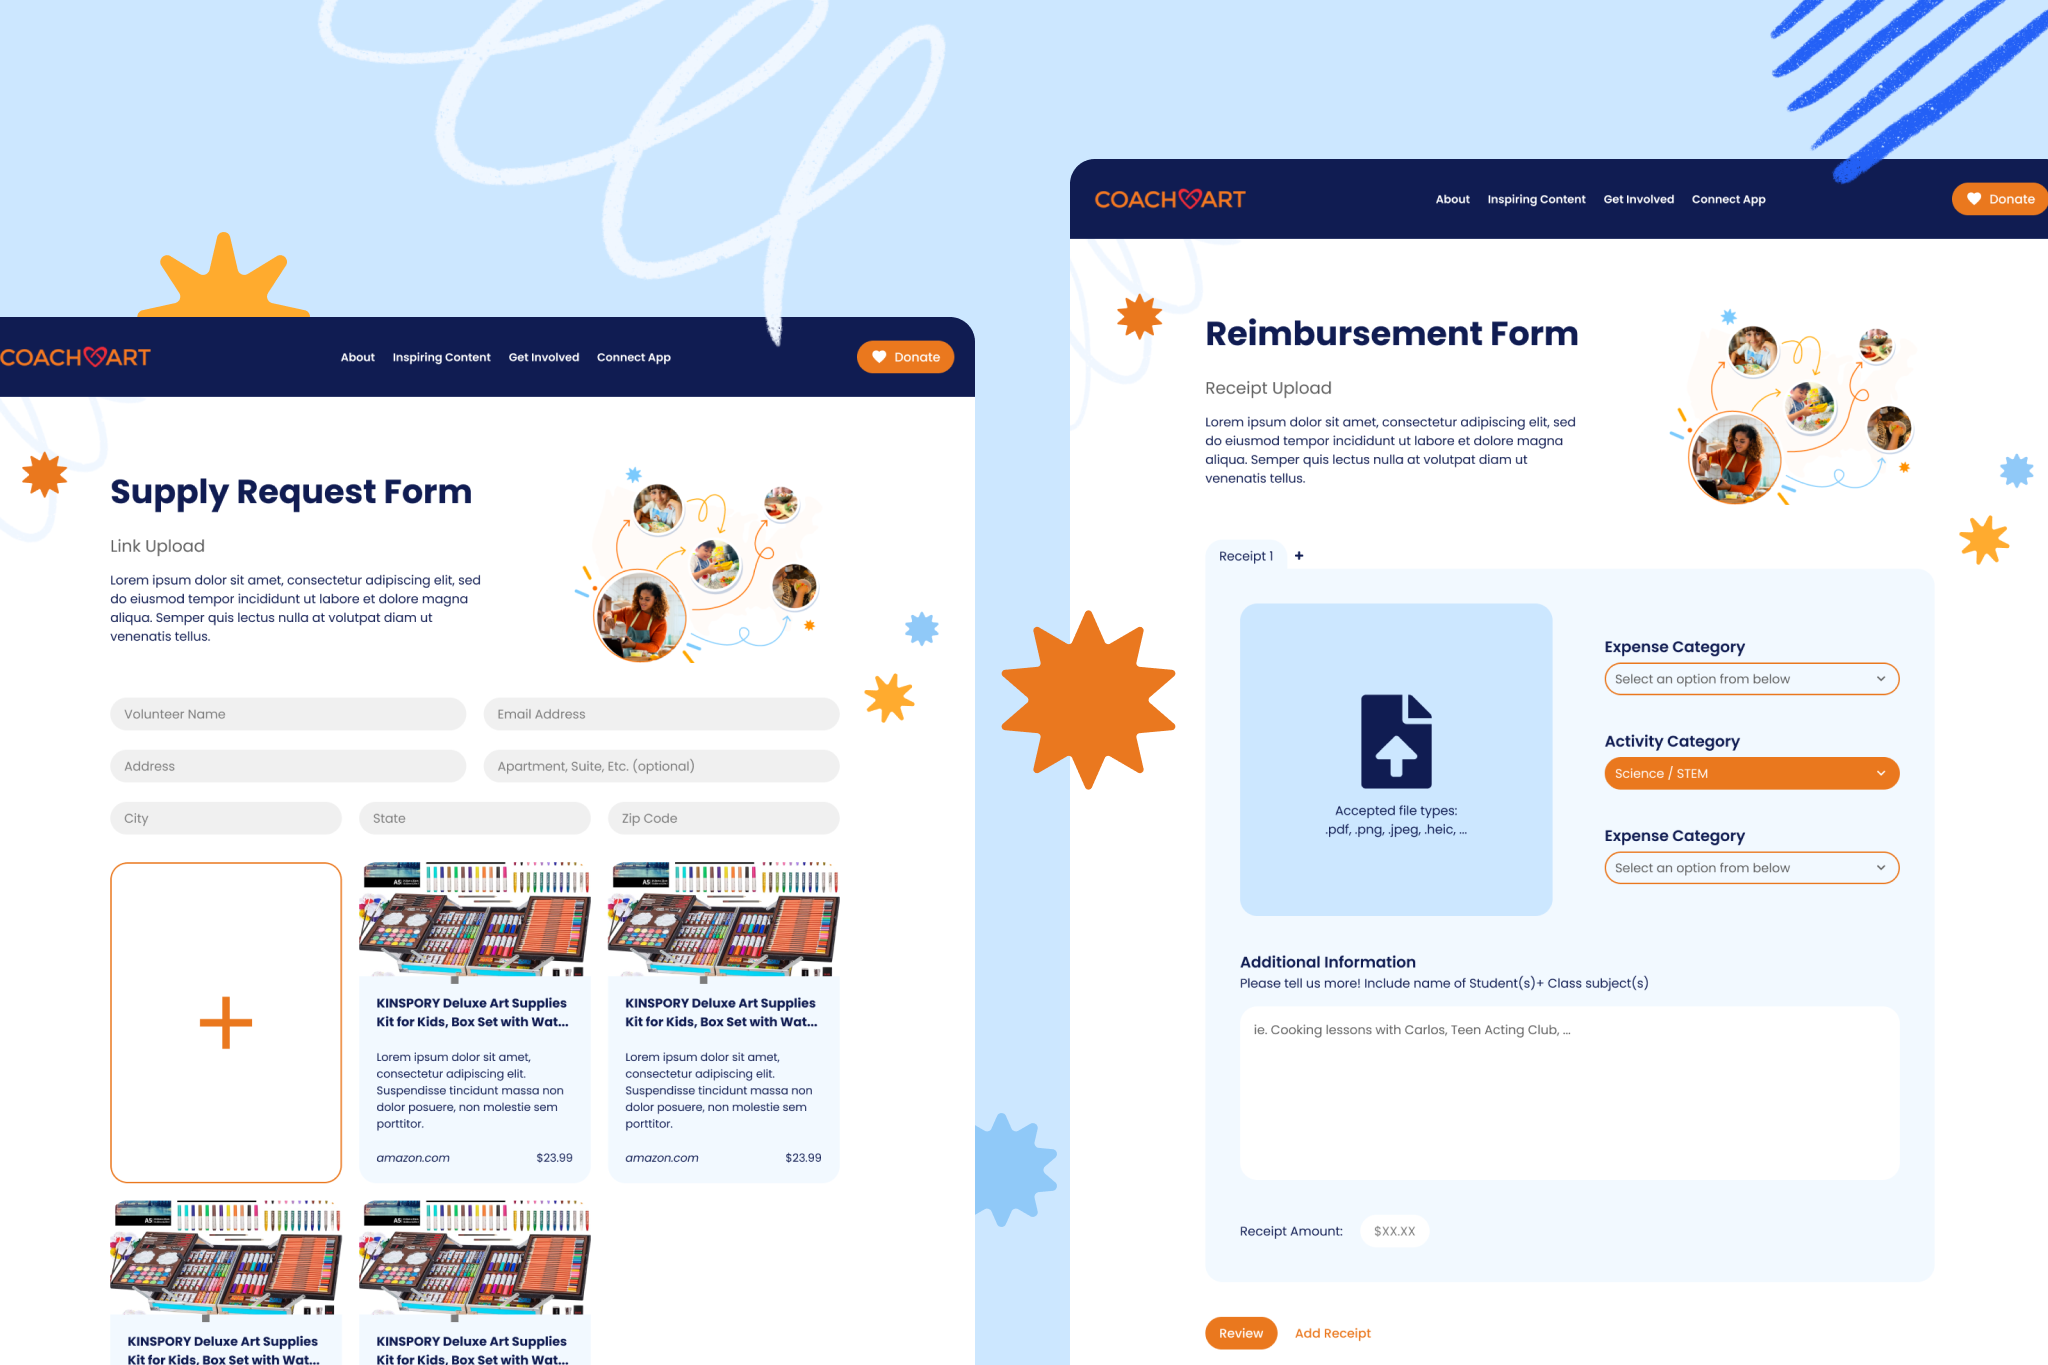 COACH ART
About Inspiring Content Get Involved Connect App
Donate
Supply Request Form
Link Upload
Lorem ipsum dolor sit amet, consectetur adipiscing elit, sed
do eiusmod tempor incididunt ut labore et dolore magna
aliqua. Semper quis lectus nulla at volutpat diam ut
venenatis tellus.
Volunteer Name
Email Address
Address
Apartment, Suite, Etc. (optional)
City
State
Zip Code
A5
KINSPORY Deluxe Art Supplies
Kit for Kids, Box Set with Wat...
Lorem ipsum dolor sit amet,
consectetur adipiscing elit.
Suspendisse tincidunt massa non
dolor posuere, non molestie sem
porttitor.
amazon.com $23.99
A5
KINSPORY Deluxe Art Supplies
Kit for Kids, Box Set with Wat...
Lorem ipsum dolor sit amet,
consectetur adipiscing elit.
Suspendisse tincidunt massa non
dolor posuere, non molestie sem
porttitor.
amazon.com $23.99
A5
KINSPORY Deluxe Art Supplies
Kit for Kids, Box Set with Wat...
A5
KINSPORY Deluxe Art Supplies
Kit for Kids, Box Set with Wat...
COACH ART
About Inspiring Content Get Involved Connect App
Donate
Reimbursement Form
Receipt Upload
Lorem ipsum dolor sit amet, consectetur adipiscing elit, sed
do eiusmod tempor incididunt ut labore et dolore magna
aliqua. Semper quis lectus nulla at volutpat diam ut
venenatis tellus.
Receipt 1 +
Accepted file types:
.pdf, .png, .jpeg, .heic, ...
Expense Category
Select an option from below
Activity Category
Science / STEM
Expense Category
Select an option from below
Additional Information
Please tell us more! Include name of Student(s)+ Class subject(s)
ie. Cooking lessons with Carlos, Teen Acting Club, ...
Receipt Amount: $XX.XX
Review
Add Receipt